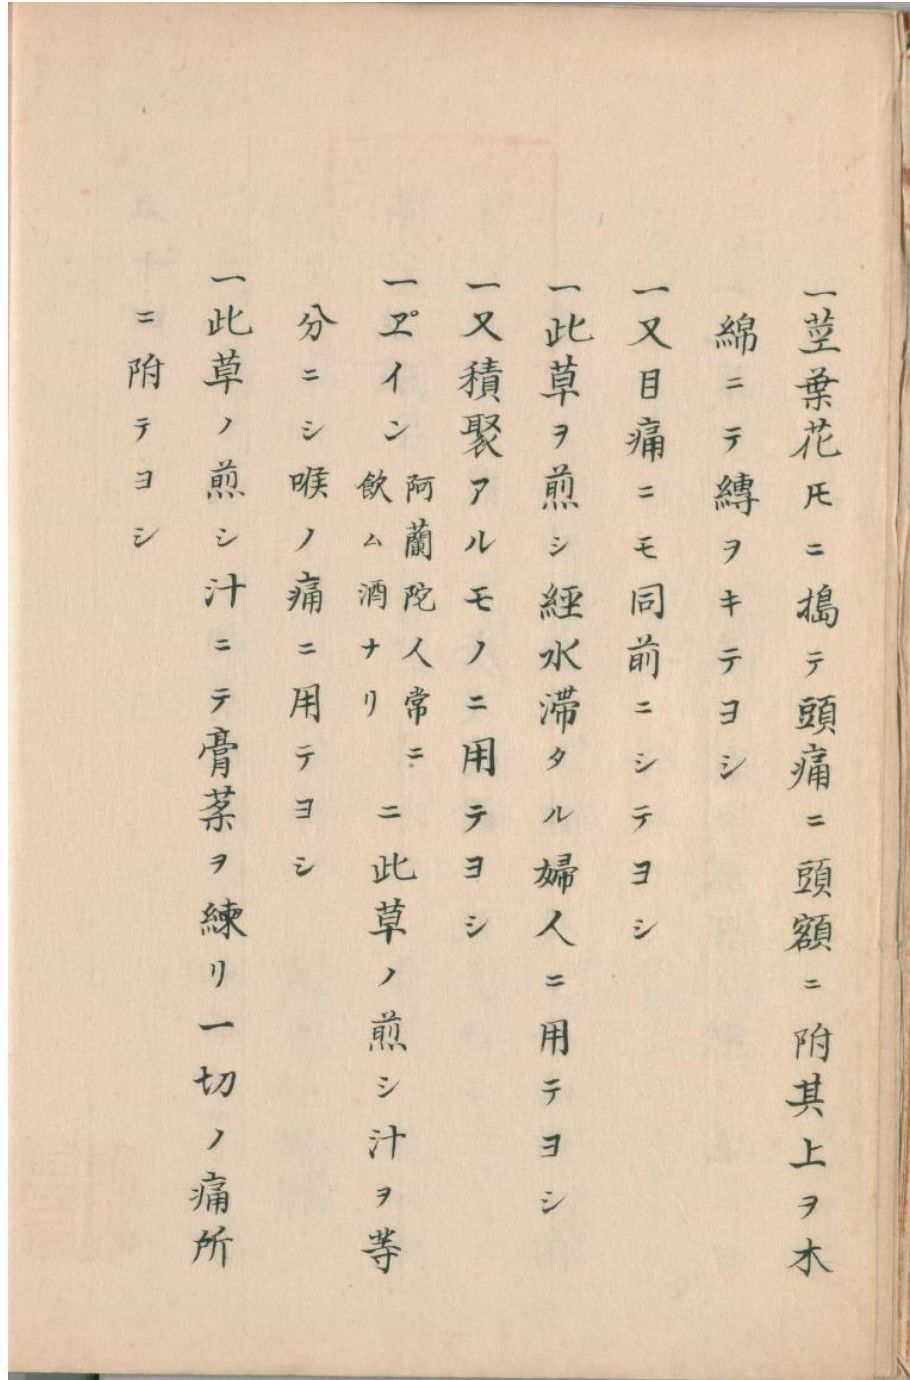 一莖葉花㪳ニ搗テ頭痛ニ頭額ニ附其上ヲ木
綿ニテ縳ヲキテヨシ
一又目痛ニモ同前ニシテヨシ
一此草ヲ煎シ經水滞タル婦人ニ用テヨシ
一又積聚アルモノニ用テヨシ
一ヱ゜イン阿蘭陀人常ニ飲ム酒ナリニ此草ノ煎シ汁ヲ等
分ニシ喉ノ痛ニ用テヨシ
一此草ノ煎シ汁ニテ膏茶ヲ練リ一切ノ痛所
ニ附テヨシ